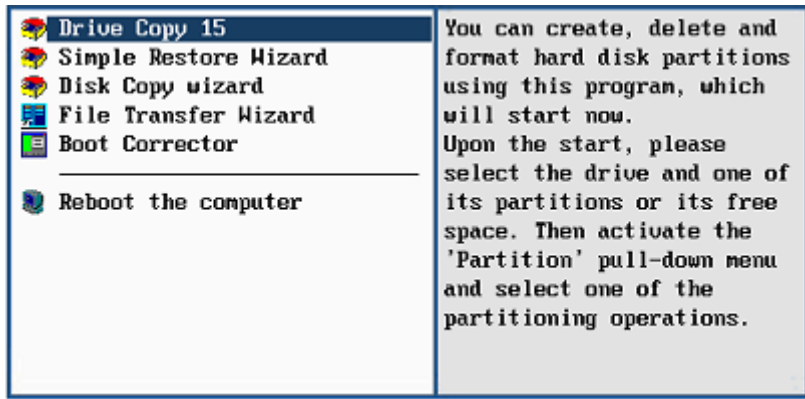 Drive Copy 15
Simple Restore Wizard
Disk Copy wizard
File Transfer Wizard
Boot Corrector
Reboot the computer
You can create, delete and
format hard disk partitions
using this program, which
will start now.
Upon the start, please
select the drive and one of
its partitions or its free
space. Then activate the
'Partition' pull-down menu
and select one of the
partitioning operations.